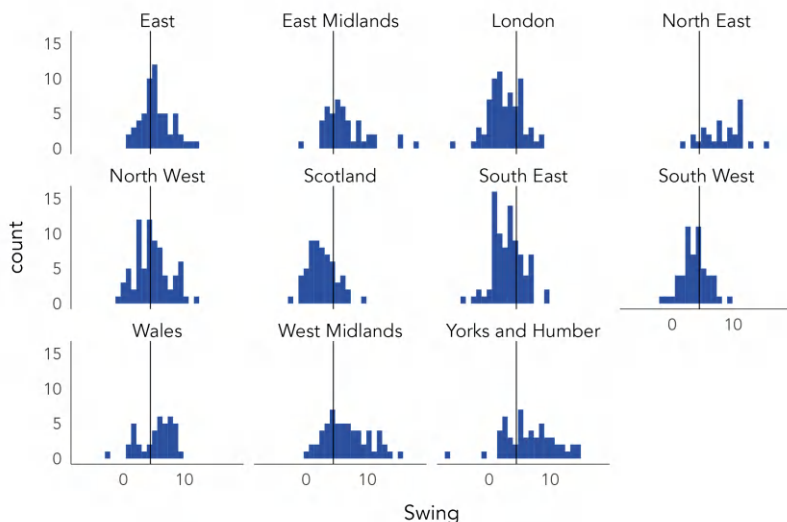 East East Midlands London North East
15
10
5
0
North West Scotland South East South West
15
10
5
0
count
0 10
Wales West Midlands Yorks and Humber
15
10
5
0
0 10 0 10 0 10
Swing